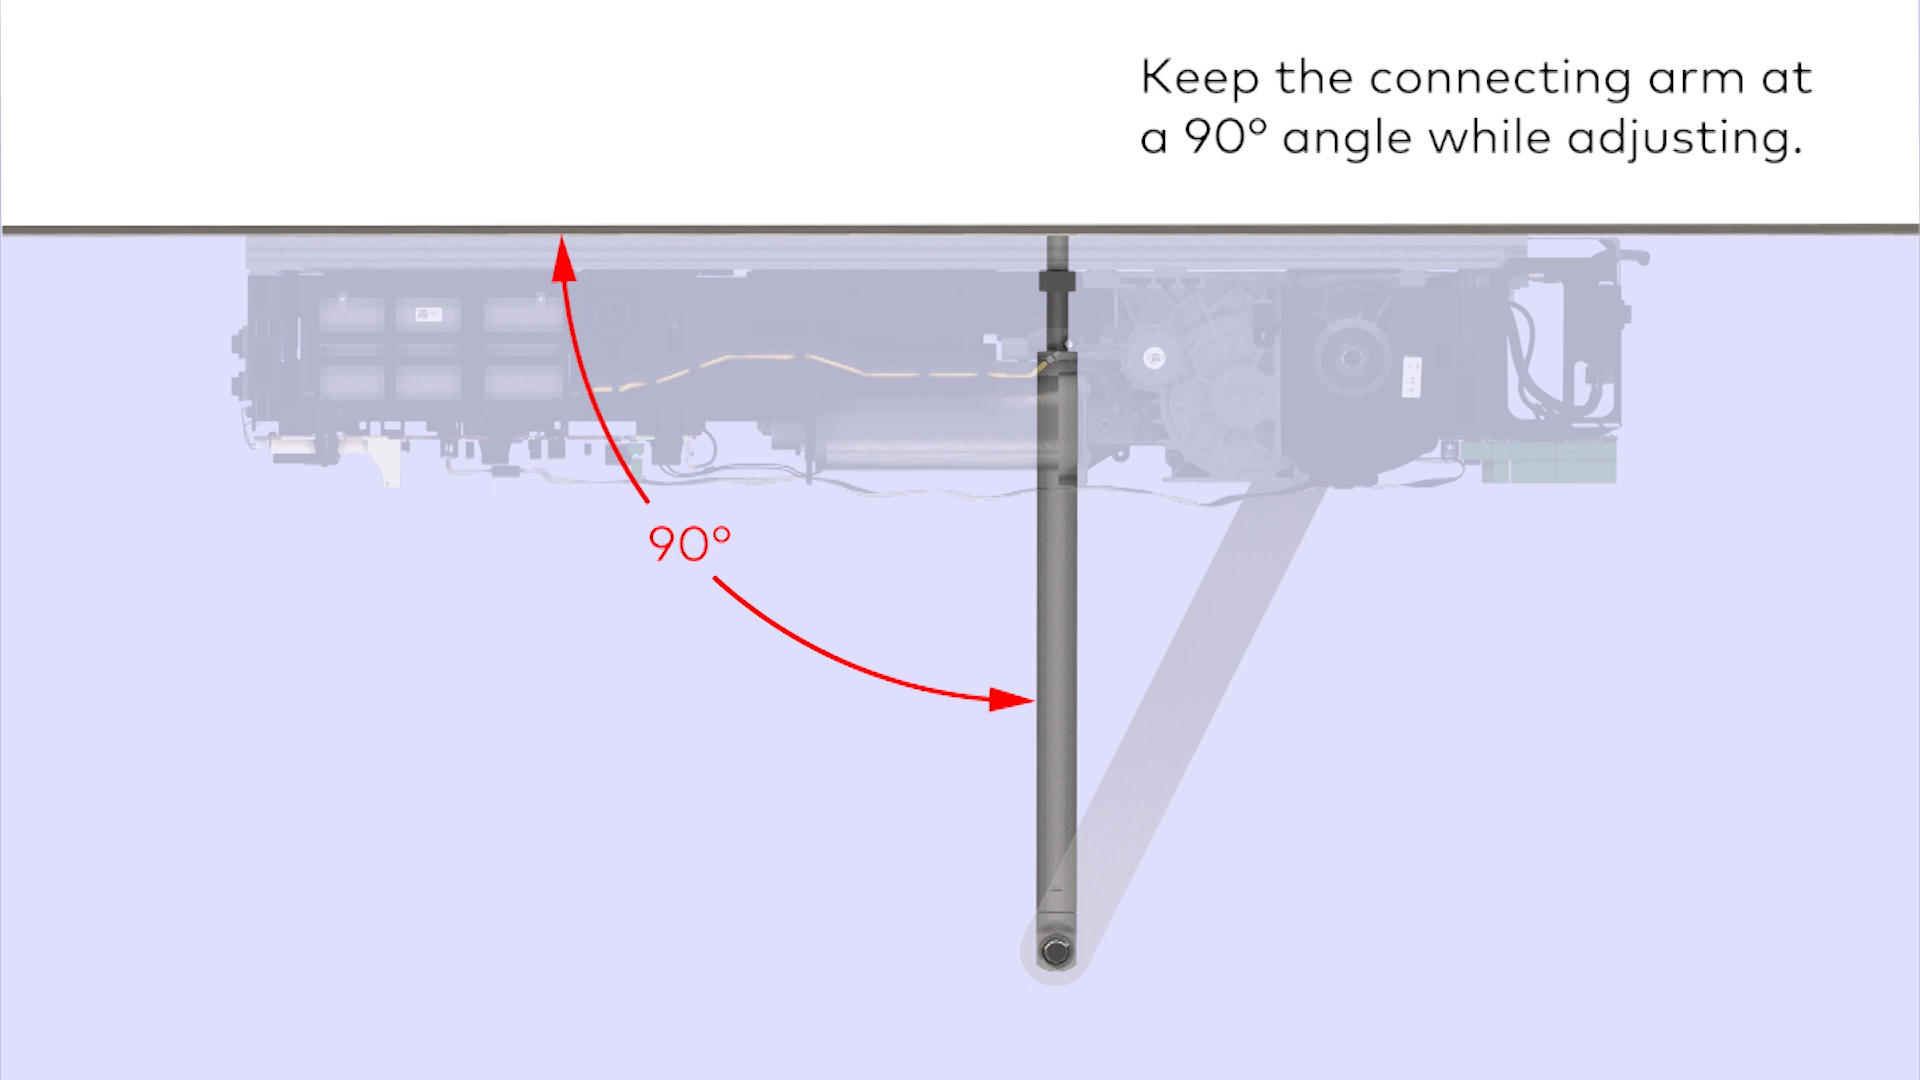 Keep the connecting arm at
a 90° angle while adjusting.
90°